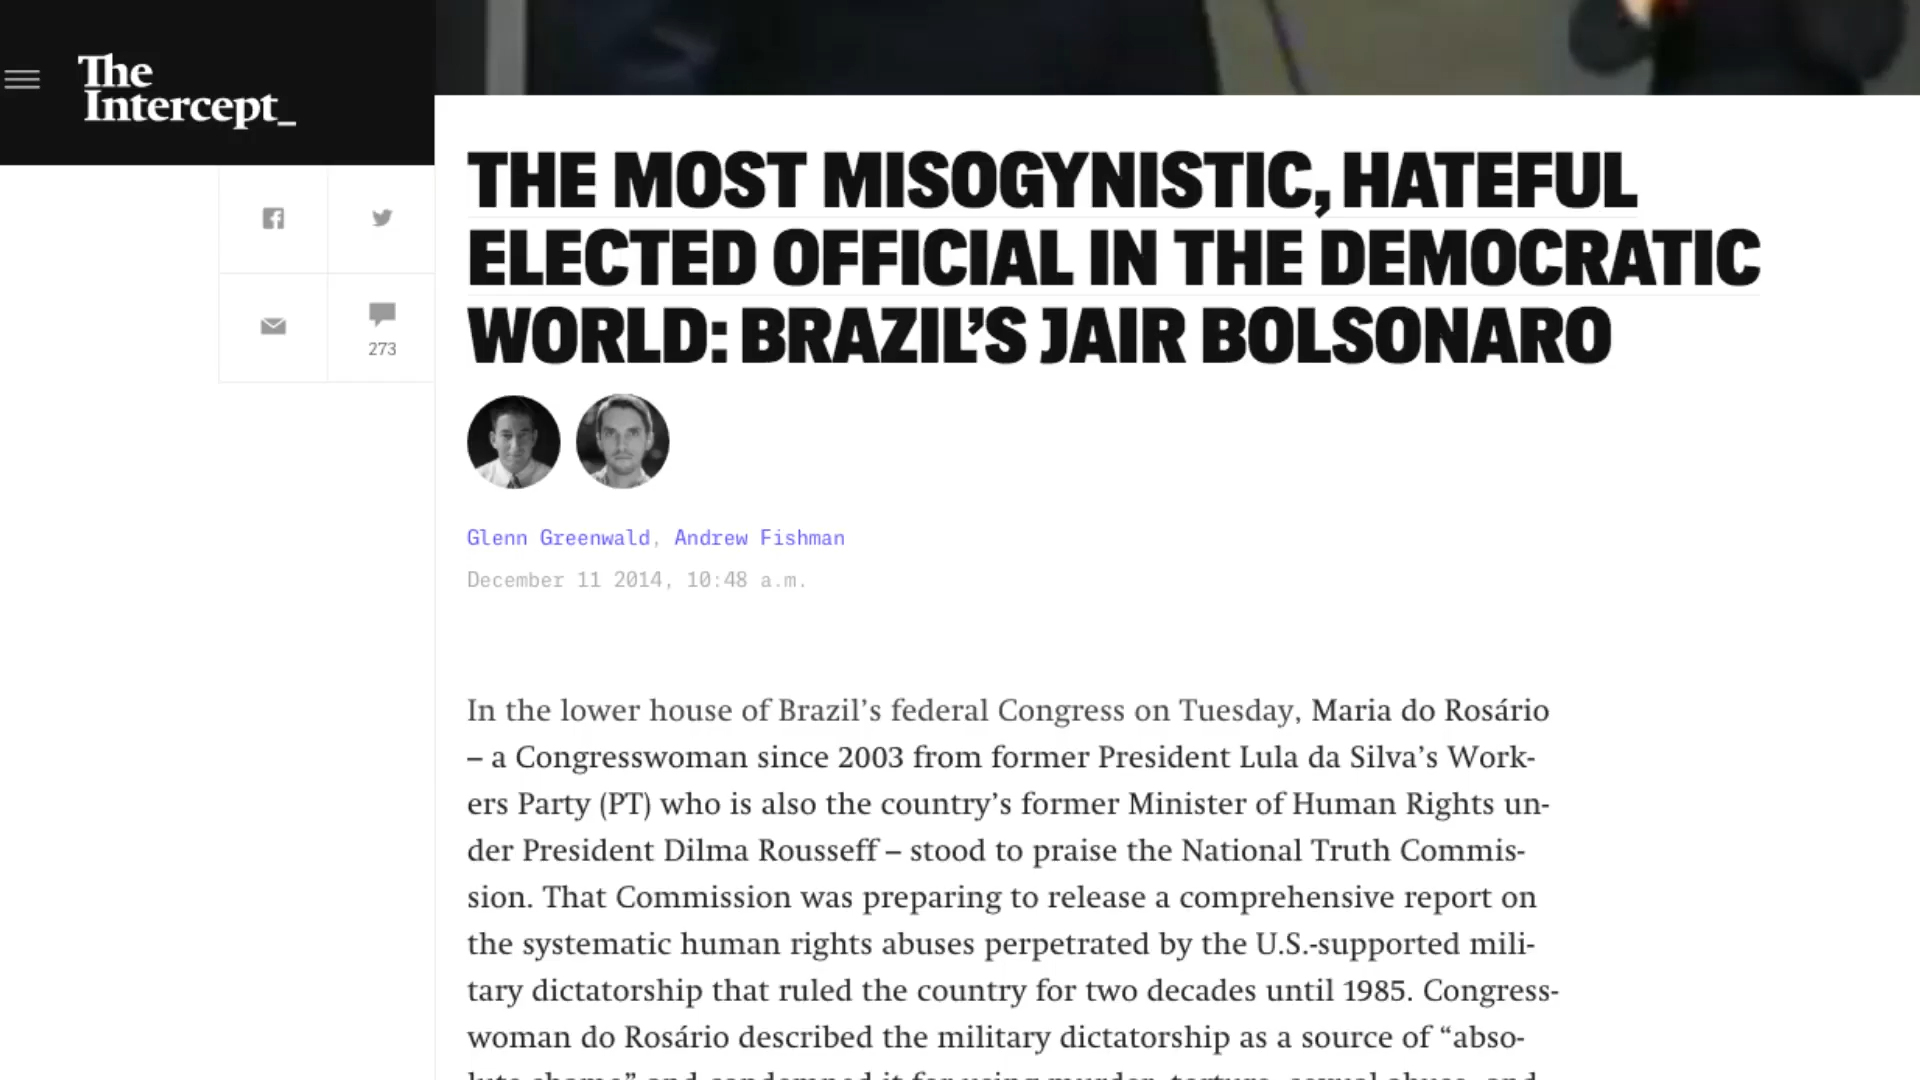 The
Intercept_
273
THE MOST MISOGYNISTIC, HATEFUL
ELECTED OFFICIAL IN THE DEMOCRATIC
WORLD: BRAZIL’S JAIR BOLSONARO
Glenn Greenwald, Andrew Fishman
December 11 2014, 10:48 a.m.
In the lower house of Brazil’s federal Congress on Tuesday, Maria do Rosário
– a Congresswoman since 2003 from former President Lula da Silva’s Work-
ers Party (PT) who is also the country’s former Minister of Human Rights un-
der President Dilma Rousseff – stood to praise the National Truth Commis-
sion. That Commission was preparing to release a comprehensive report on
the systematic human rights abuses perpetrated by the U.S.-supported mili-
tary dictatorship that ruled the country for two decades until 1985. Congress-
woman do Rosário described the military dictatorship as a source of “abso-